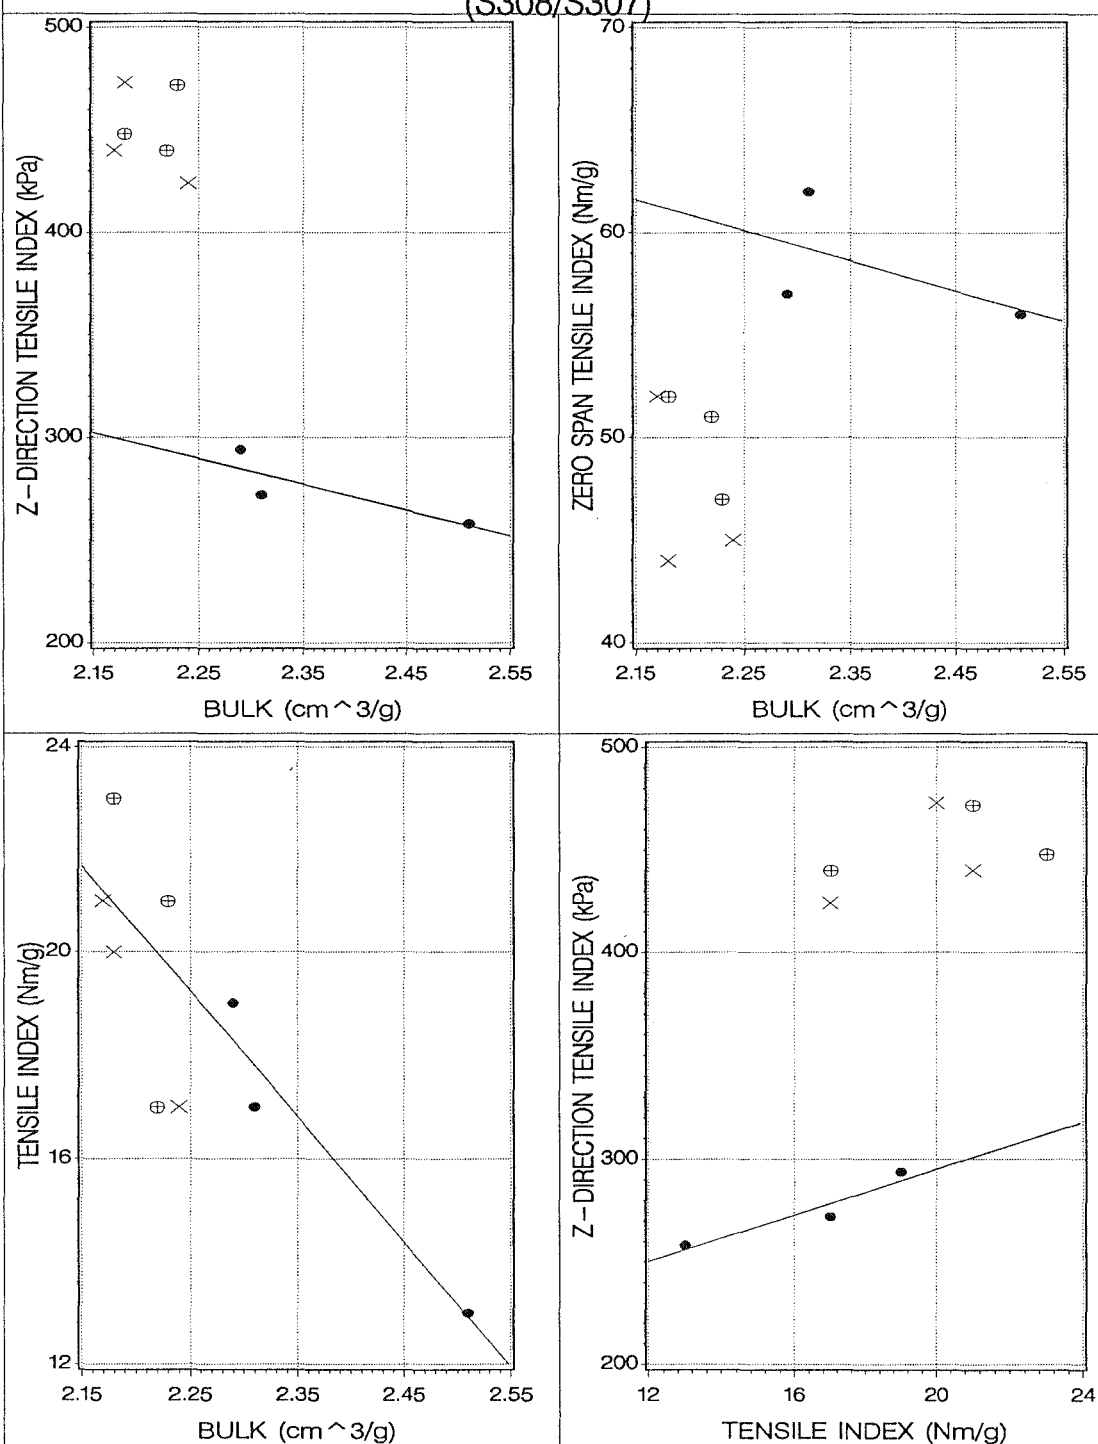 (S308/S307)
500
400
300
200
Z-DIRECTION TENSILE INDEX (kPa)
2.15 2.25 2.35 2.45 2.55
BULK (cm^3/g)
70
60
50
40
ZERO SPAN TENSILE INDEX (Nm/g)
2.15 2.25 2.35 2.45 2.55
BULK (cm^3/g)
24
20
16
12
TENSILE INDEX (Nm/g)
2.15 2.25 2.35 2.45 2.55
BULK (cm^3/g)
500
400
300
200
Z-DIRECTION TENSILE INDEX (kPa)
12 16 20 24
TENSILE INDEX (Nm/g)